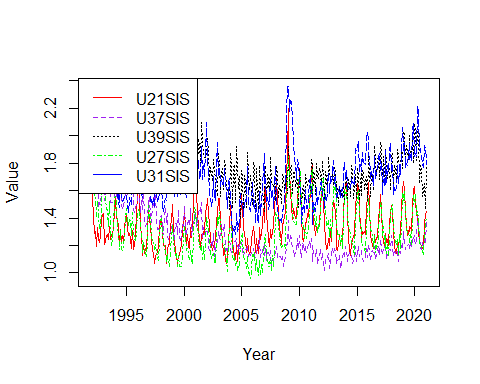 U21SIS
U37SIS
U39SIS
U27SIS
U31SIS
Value
1.0
1.4
1.8
2.2
1995
2000
2005
2010
2015
2020
Year